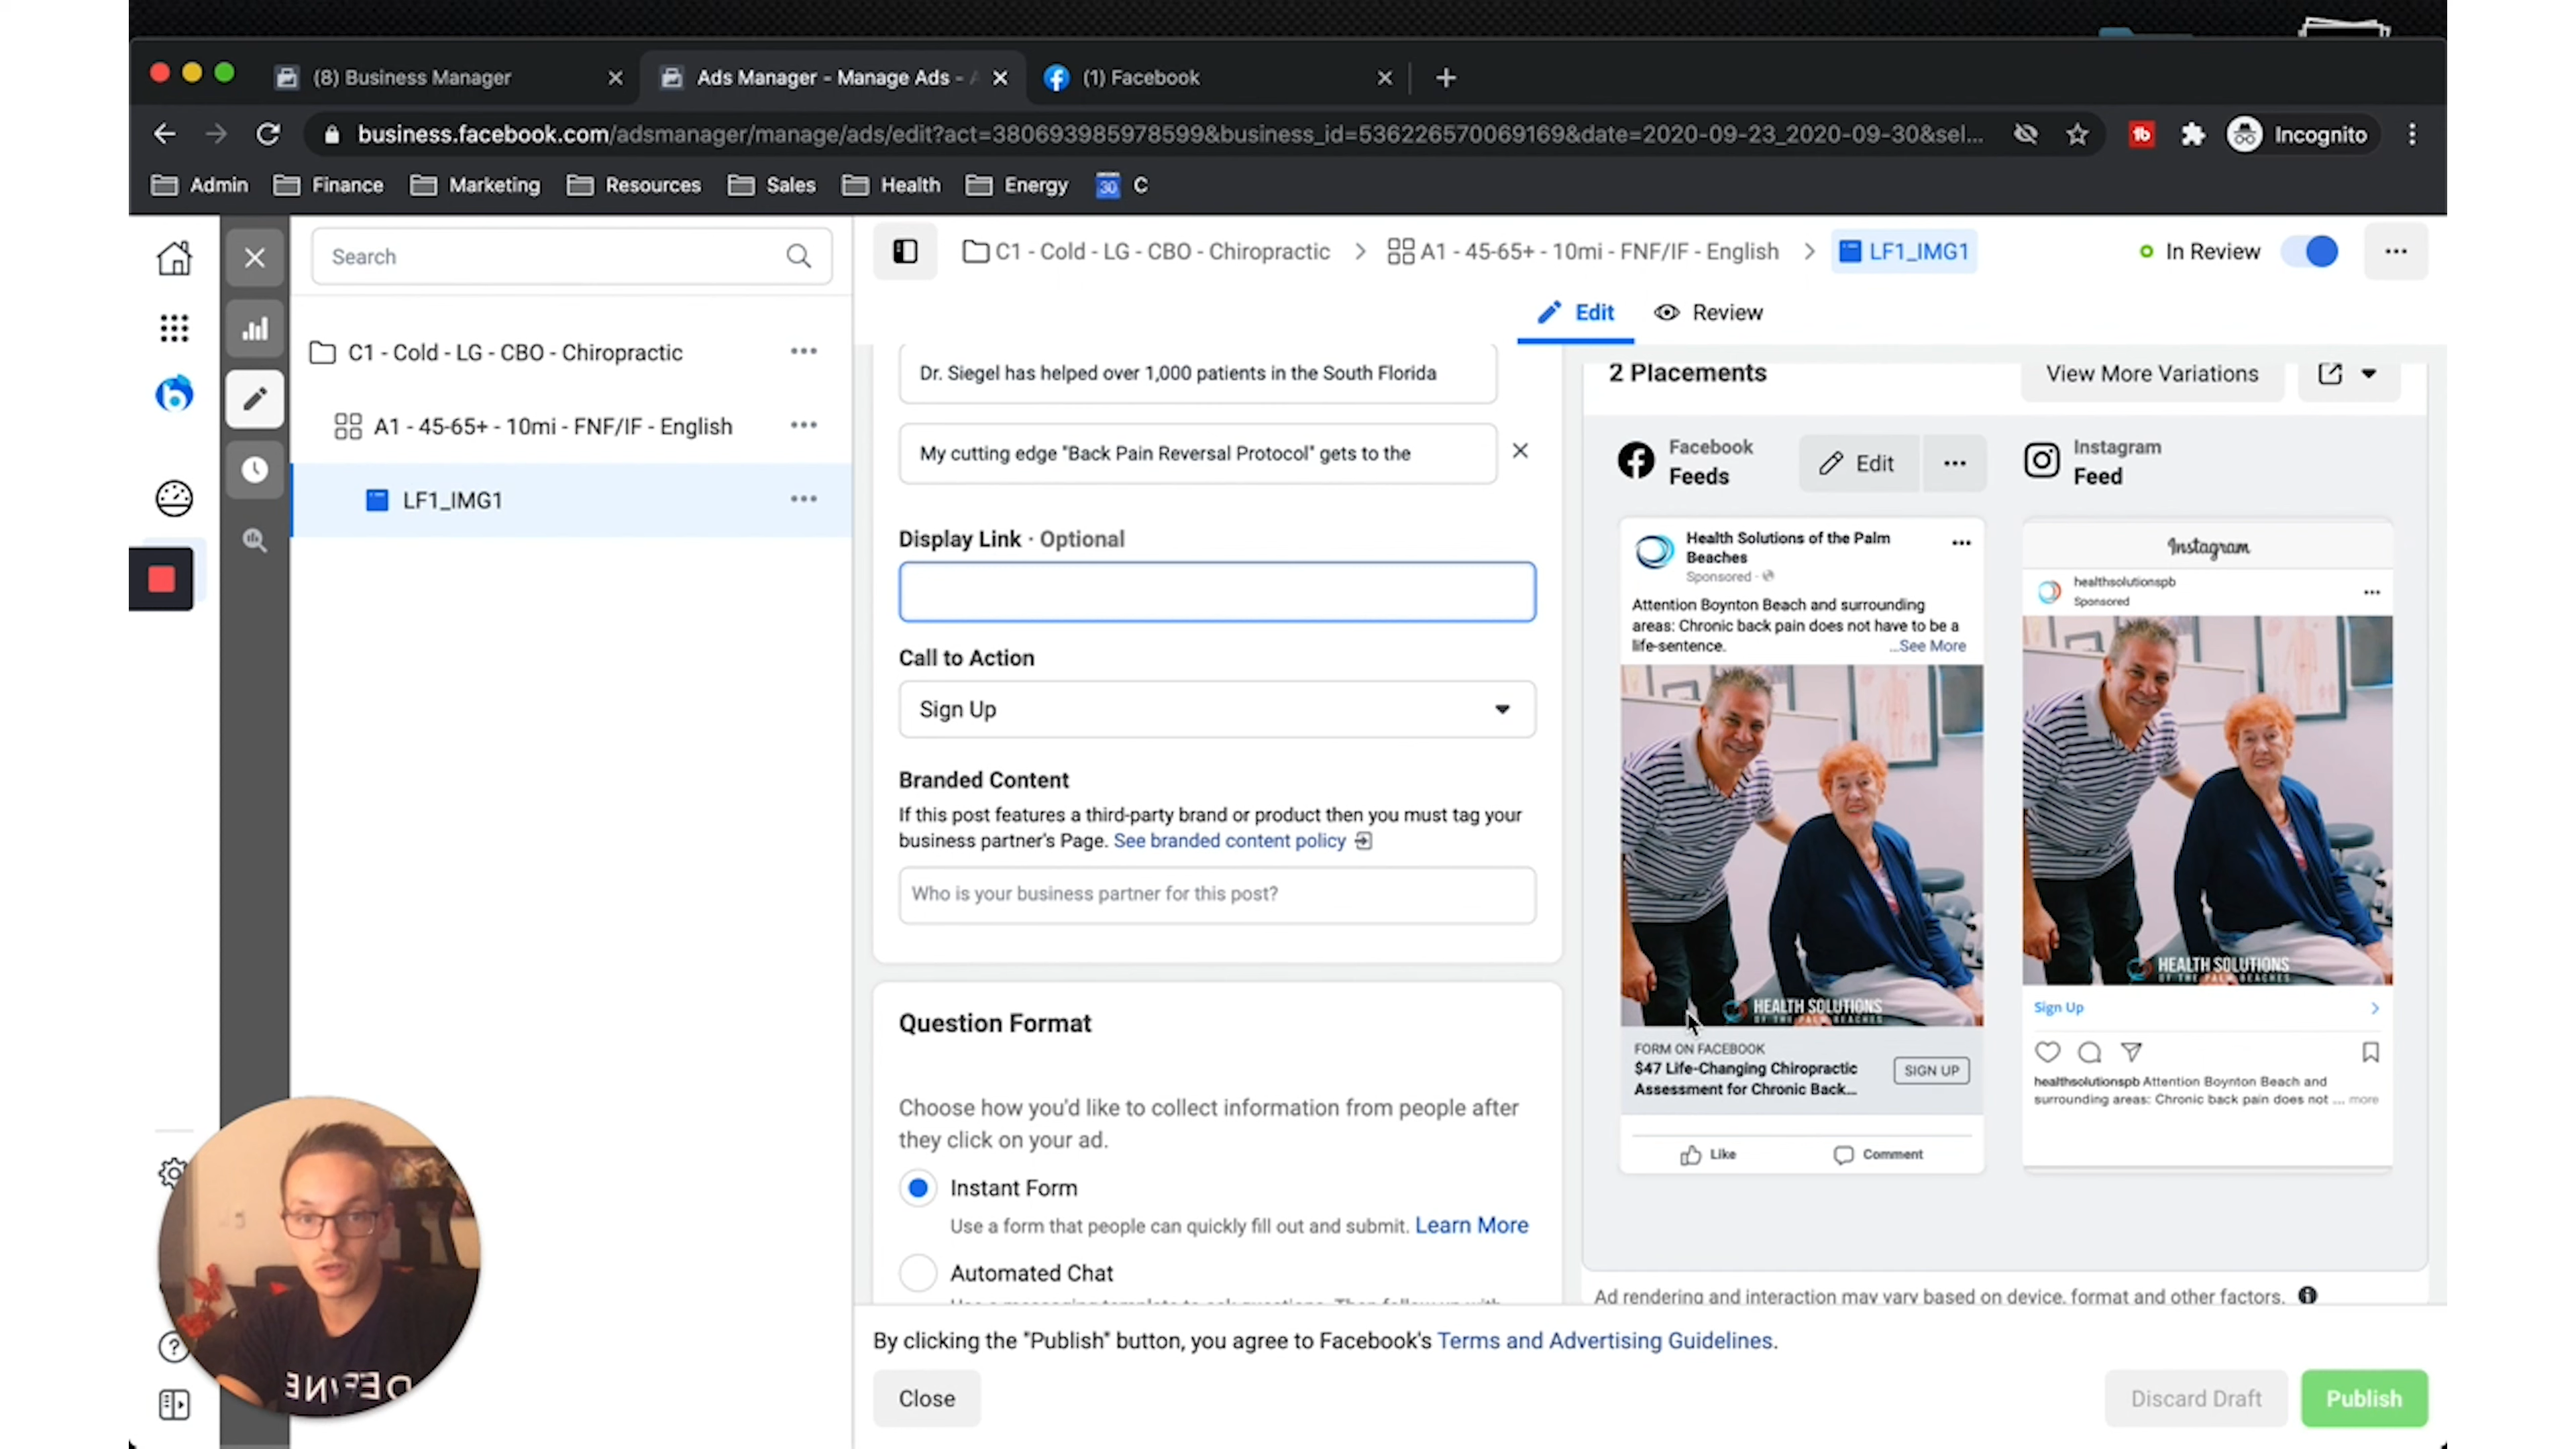 (8) Business Manager
Ads Manager - Manage Ads - A
(1) Facebook
business.facebook.com/adsmanager/manage/ads/edit?act=380693985978599&business_id=536226570069169&date=2020-09-23_2020-09-30&sel...
Incognito
Admin
Finance
Marketing
Resources
Sales
Health
Energy
30
C
Search
C1 - Cold - LG - CBO - Chiropractic
A1 - 45-65+ - 10mi - FNF/IF - English
LF1_IMG1
In Review
Edit
Review
C1 - Cold - LG - CBO - Chiropractic
A1 - 45-65+ - 10mi - FNF/IF - English
LF1_IMG1
Dr. Siegel has helped over 1,000 patients in the South Florida
My cutting edge "Back Pain Reversal Protocol" gets to the
Display Link · Optional
Call to Action
Sign Up
Branded Content
If this post features a third-party brand or product then you must tag your
business partner's Page. See branded content policy
Who is your business partner for this post?
Question Format
Choose how you'd like to collect information from people after
they click on your ad.
Instant Form
Use a form that people can quickly fill out and submit. Learn More
Automated Chat
2 Placements
View More Variations
Facebook
Feeds
Edit
Instagram
Feed
Health Solutions of the Palm
Beaches
Sponsored ·
Attention Boynton Beach and surrounding
areas: Chronic back pain does not have to be a
life-sentence.
...See More
HEALTH SOLUTIONS
OF THE PALM BEACHES
FORM ON FACEBOOK
$47 Life-Changing Chiropractic
Assessment for Chronic Back...
SIGN UP
Like
Comment
Instagram
healthsolutionspb
Sponsored
HEALTH SOLUTIONS
OF THE PALM BEACHES
Sign Up
healthsolutionspb Attention Boynton Beach and
surrounding areas: Chronic back pain does not ... more
Ad rendering and interaction may vary based on device, format and other factors.
By clicking the "Publish" button, you agree to Facebook's Terms and Advertising Guidelines.
Close
Discard Draft
Publish
DEFINE